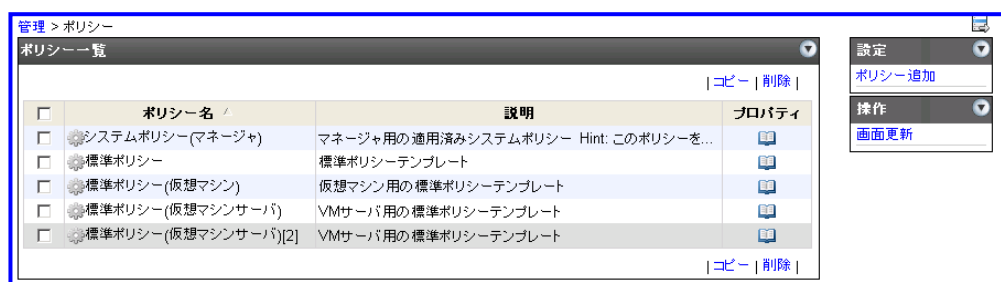 管理 > ポリシー
ポリシー一覧
| コピー | 削除 |
ポリシー名 説明 プロパティ
システムポリシー(マネージャ) マネージャ用の適用済みシステムポリシー Hint: このポリシーを...
標準ポリシー 標準ポリシーテンプレート
標準ポリシー(仮想マシン) 仮想マシン用の標準ポリシーテンプレート
標準ポリシー(仮想マシンサーバ) VMサーバ用の標準ポリシーテンプレート
標準ポリシー(仮想マシンサーバ)[2] VMサーバ用の標準ポリシーテンプレート
| コピー | 削除 |
設定
ポリシー追加
操作
画面更新